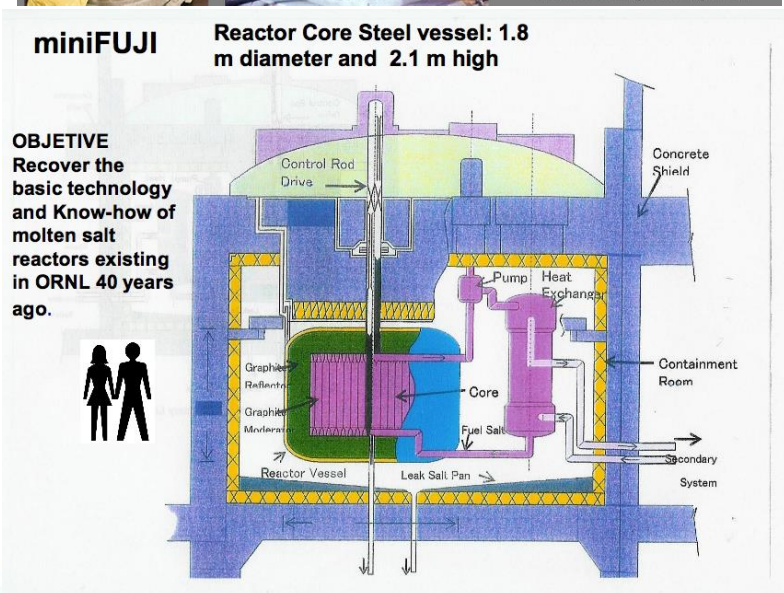 miniFUJI
Reactor Core Steel vessel: 1.8
m diameter and 2.1 m high
OBJETIVE
Recover the
basic technology
and Know-how of
molten salt
reactors existing
in ORNL 40 years
ago.
Control Rod
Drive
Concrete
Shield
Pump
Heat
Exchanger
Graphite
Reflector
Graphite
Moderator
Core
Fuel Salt
Containment
Room
Reactor Vessel
Leak Salt Pan
Secondary
System